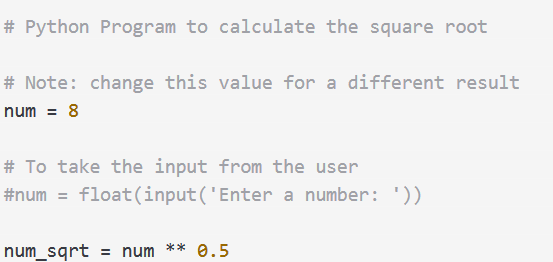 # Python Program to calculate the square root
# Note: change this value for a different result
num = 8
# To take the input from the user
#num = float(input('Enter a number: '))
num_sqrt = num ** 0.5